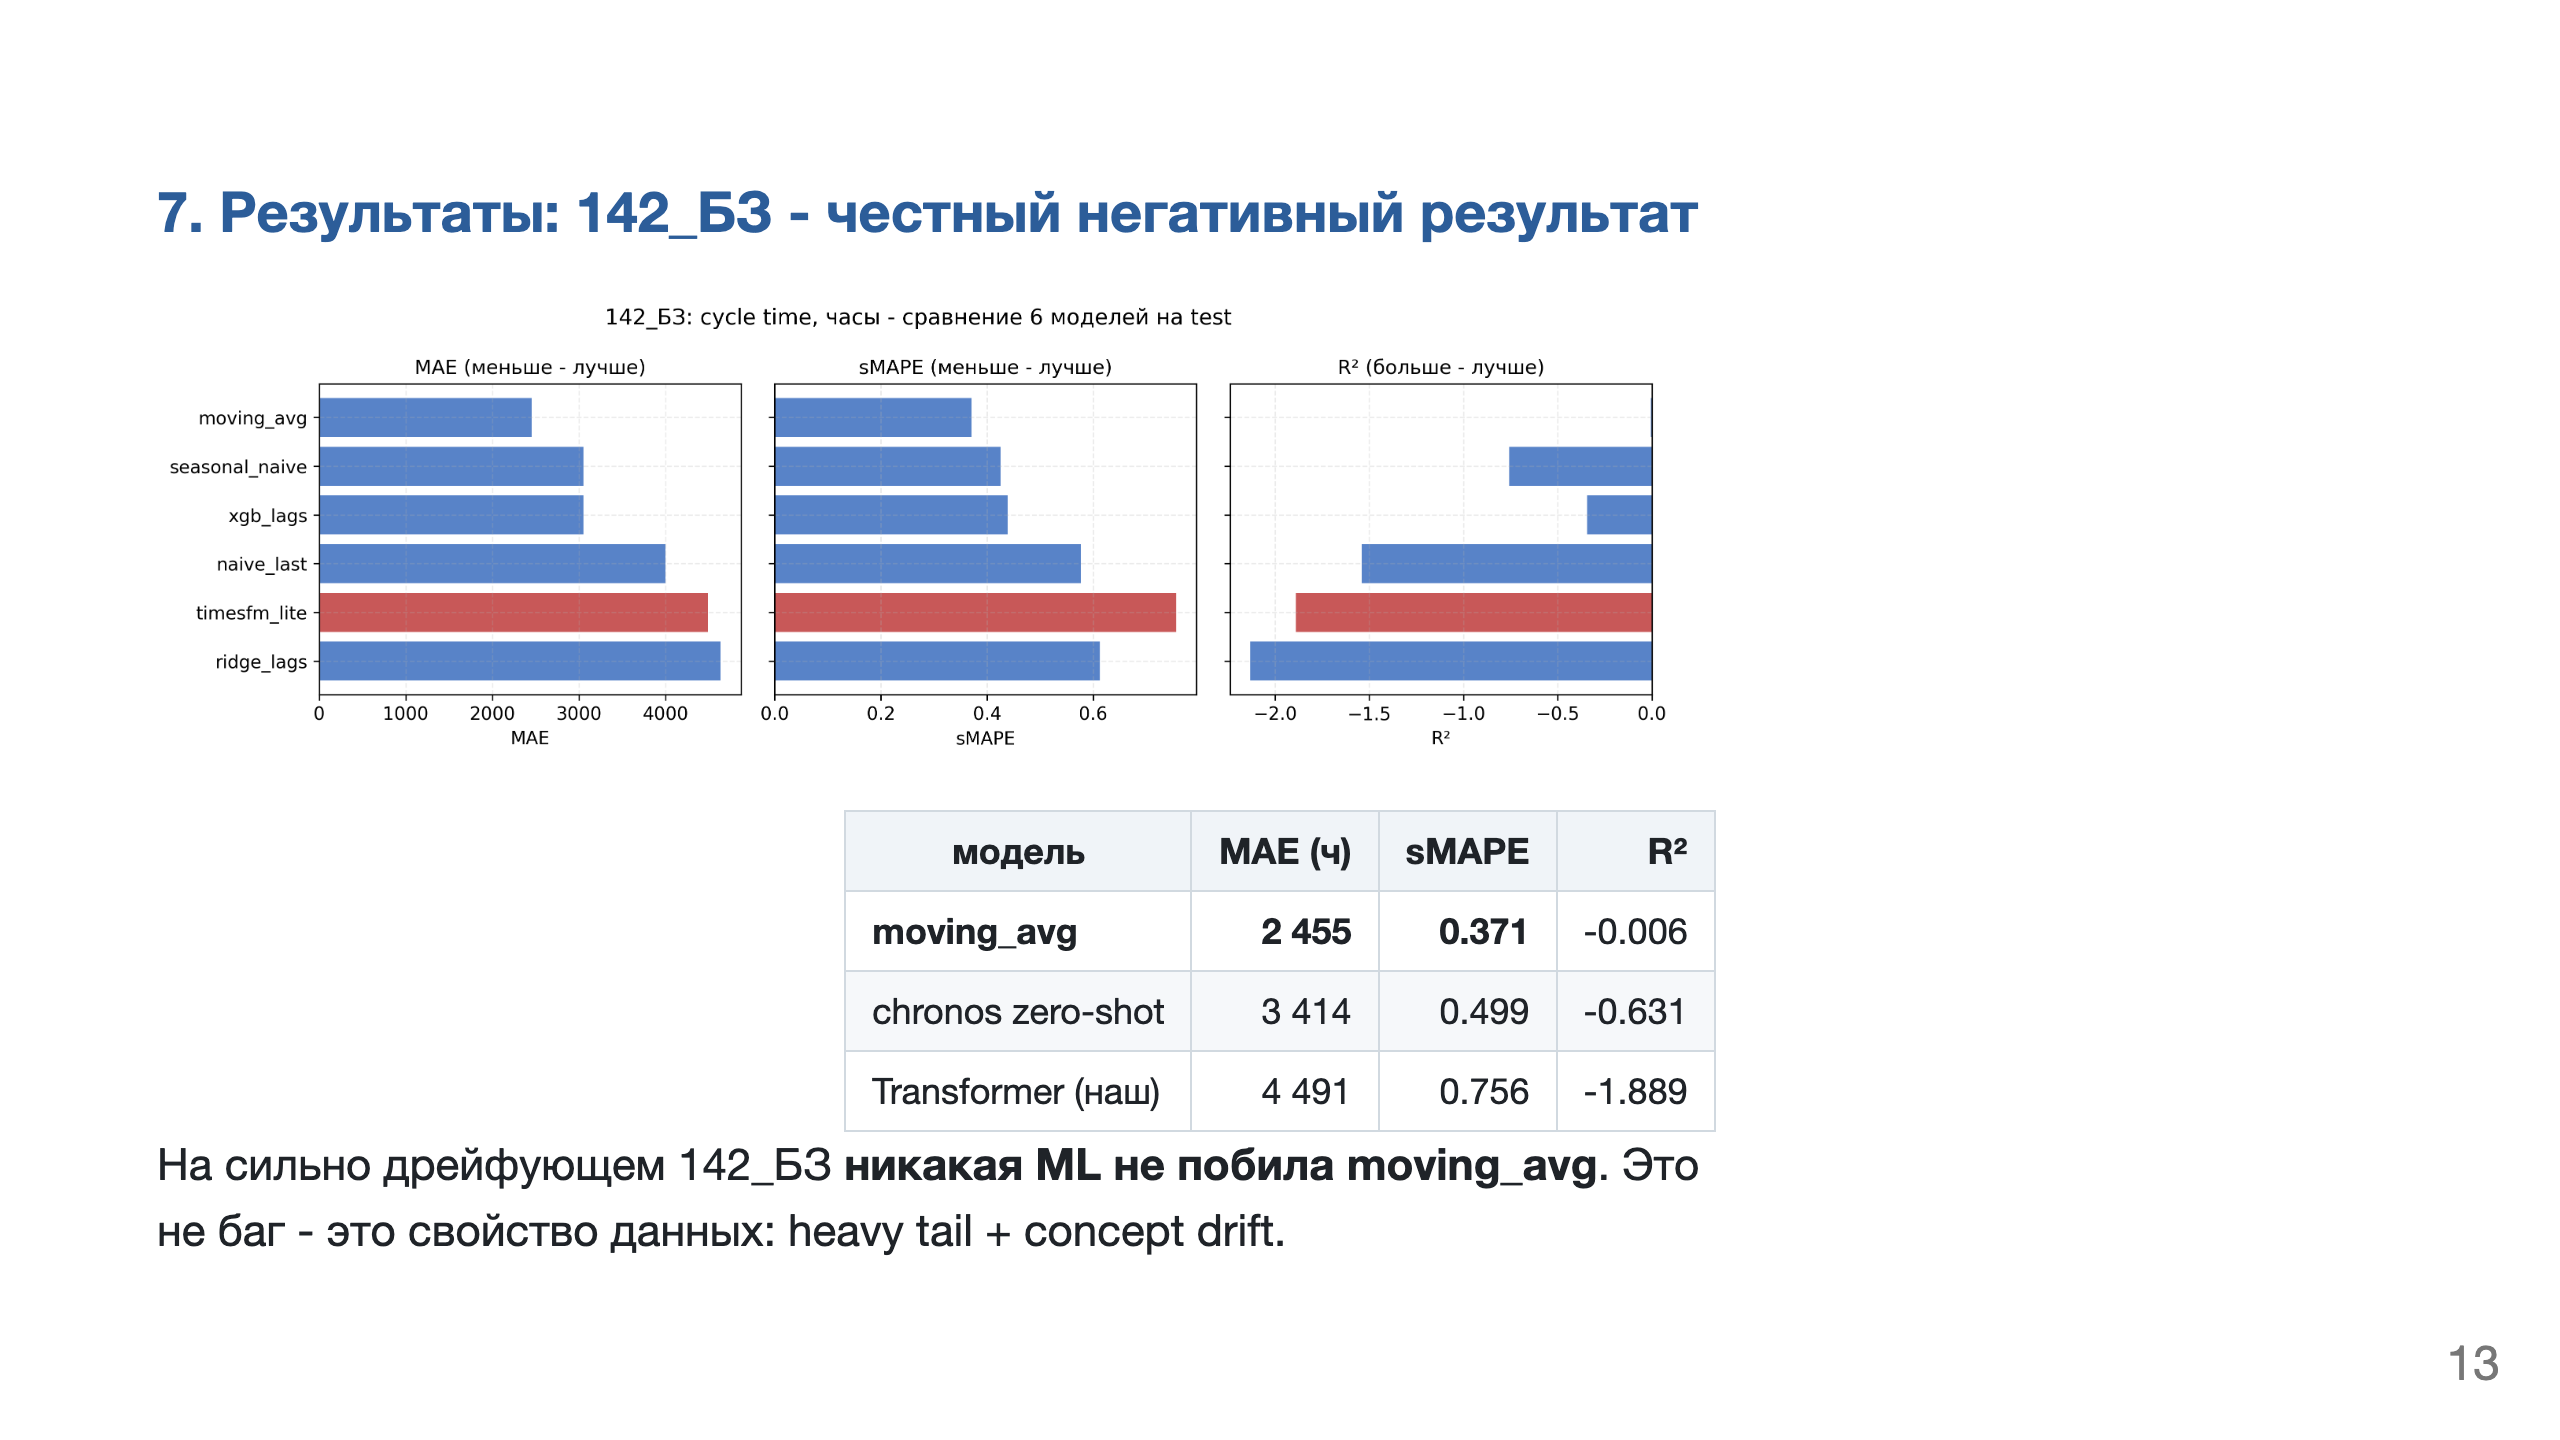 7. Результаты: 142_БЗ - честный негативный результат
142_БЗ: cycle time, часы - сравнение 6 моделей на test
MAE (меньше - лучше)
moving_avg
seasonal_naive
xgb_lags
naive_last
timesfm_lite
ridge_lags
0 1000 2000 3000 4000
MAE
sMAPE (меньше - лучше)
0.0 0.2 0.4 0.6
sMAPE
R² (больше - лучше)
−2.0 −1.5 −1.0 −0.5 0.0
R²
модель MAE (ч) sMAPE R²
moving_avg 2 455 0.371 -0.006
chronos zero-shot 3 414 0.499 -0.631
Transformer (наш) 4 491 0.756 -1.889
На сильно дрейфующем 142_БЗ никакая ML не побила moving_avg. Это
не баг - это свойство данных: heavy tail + concept drift.
13